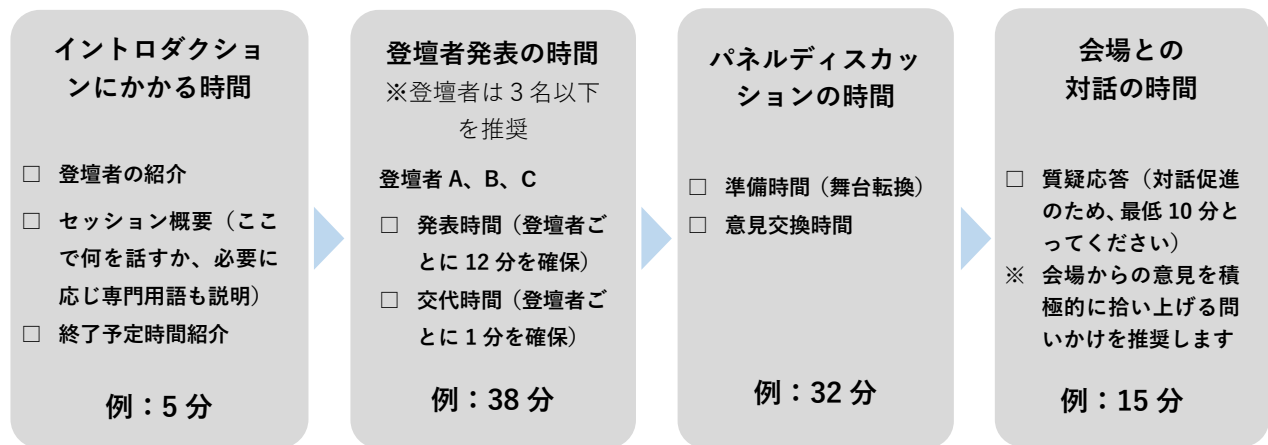 イントロダクショ
ンにかかる時間
□ 登壇者の紹介
□ セッション概要（ここ
で何を話すか、必要に
応じ専門用語も説明）
□ 終了予定時間紹介
例：5 分
登壇者発表の時間
※登壇者は 3 名以下
を推奨
登壇者 A、B、C
□ 発表時間（登壇者ご
とに 12 分を確保）
□ 交代時間（登壇者ご
とに 1 分を確保）
例：38 分
パネルディスカッ
ションの時間
□ 準備時間（舞台転換）
□ 意見交換時間
例：32 分
会場との
対話の時間
□ 質疑応答（対話促進
のため、最低 10 分と
ってください）
※ 会場からの意見を積
極的に拾い上げる問
いかけを推奨します
例：15 分